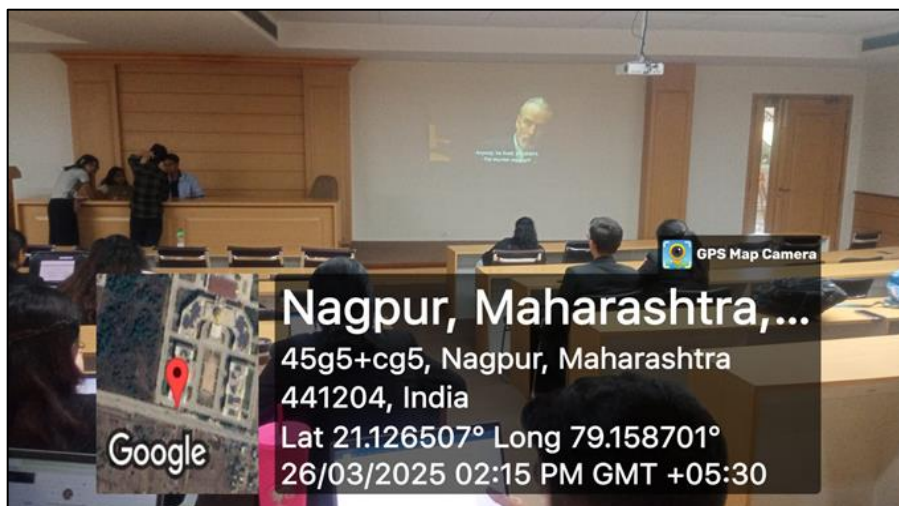 GPS Map Camera
Nagpur, Maharashtra,...
45g5+cg5, Nagpur, Maharashtra
441204, India
Lat 21.126507° Long 79.158701°
26/03/2025 02:15 PM GMT +05:30
Google